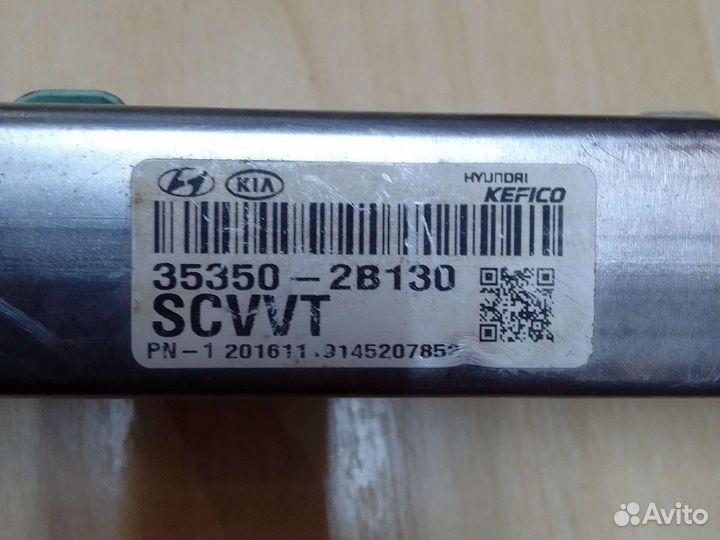 KIA
HYUNDAI
KEFICO
35350-2B130
SCVVT
PN-1 201611
Avito